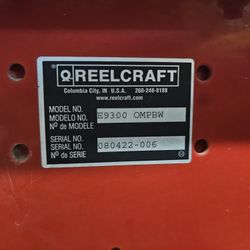 REELCRAFT
Columbia City, IN U.S.A. 260-248-8188
www.reelcraft.com
MODEL NO.
MODELO NO. E9300 OMPBW
Nº de MODELE
SERIAL NO.
SERIAL NO. 080422-006
Nº de SÉRIE